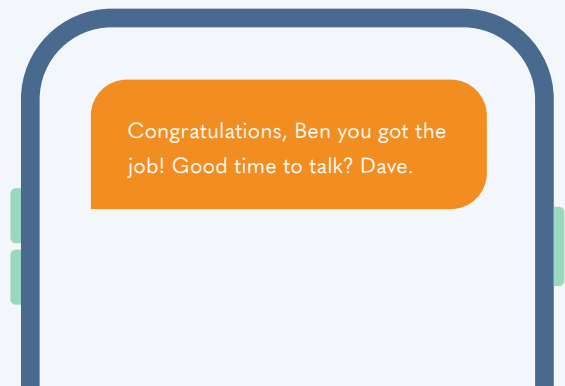 Congratulations, Ben you got the
job! Good time to talk? Dave.